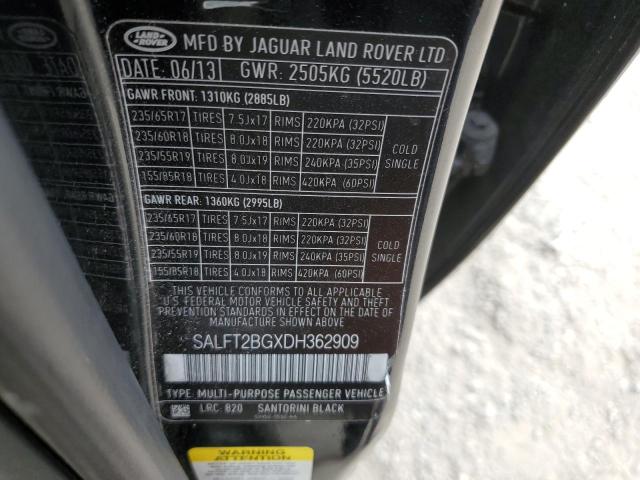 LAND-
ROVER
MFD BY JAGUAR LAND ROVER LTD
DATE: 06/13 GWR: 2505KG (5520LB)
GAWR FRONT: 1310KG (2885LB)
235/65R17 TIRES 7.5Jx17 RIMS 220KPA (32PSI)
235/60R18 TIRES 8.0Jx18 RIMS 220KPA (32PSI) COLD
235/55R19 TIRES 8.0Jx19 RIMS 240KPA (35PSI) SINGLE
155/85R18 TIRES 4.0Jx18 RIMS 420KPA (60PSI)
GAWR REAR: 1360KG (2995LB)
235/65R17 TIRES 7.5Jx17 RIMS 220KPA (32PSI)
235/60R18 TIRES 8.0Jx18 RIMS 220KPA (32PSI) COLD
235/55R19 TIRES 8.0Jx19 RIMS 240KPA (35PSI) SINGLE
155/85R18 TIRES 4.0Jx18 RIMS 420KPA (60PSI)
THIS VEHICLE CONFORMS TO ALL APPLICABLE
U.S. FEDERAL MOTOR VEHICLE SAFETY AND THEFT
PREVENTION STANDARDS IN EFFECT ON THE DATE OF
MANUFACTURE SHOWN ABOVE
SALFT2BGXDH362909
TYPE: MULTI-PURPOSE PASSENGER VEHICLE
LRC 820 SANTORINI BLACK
WARNING
ATTENTION